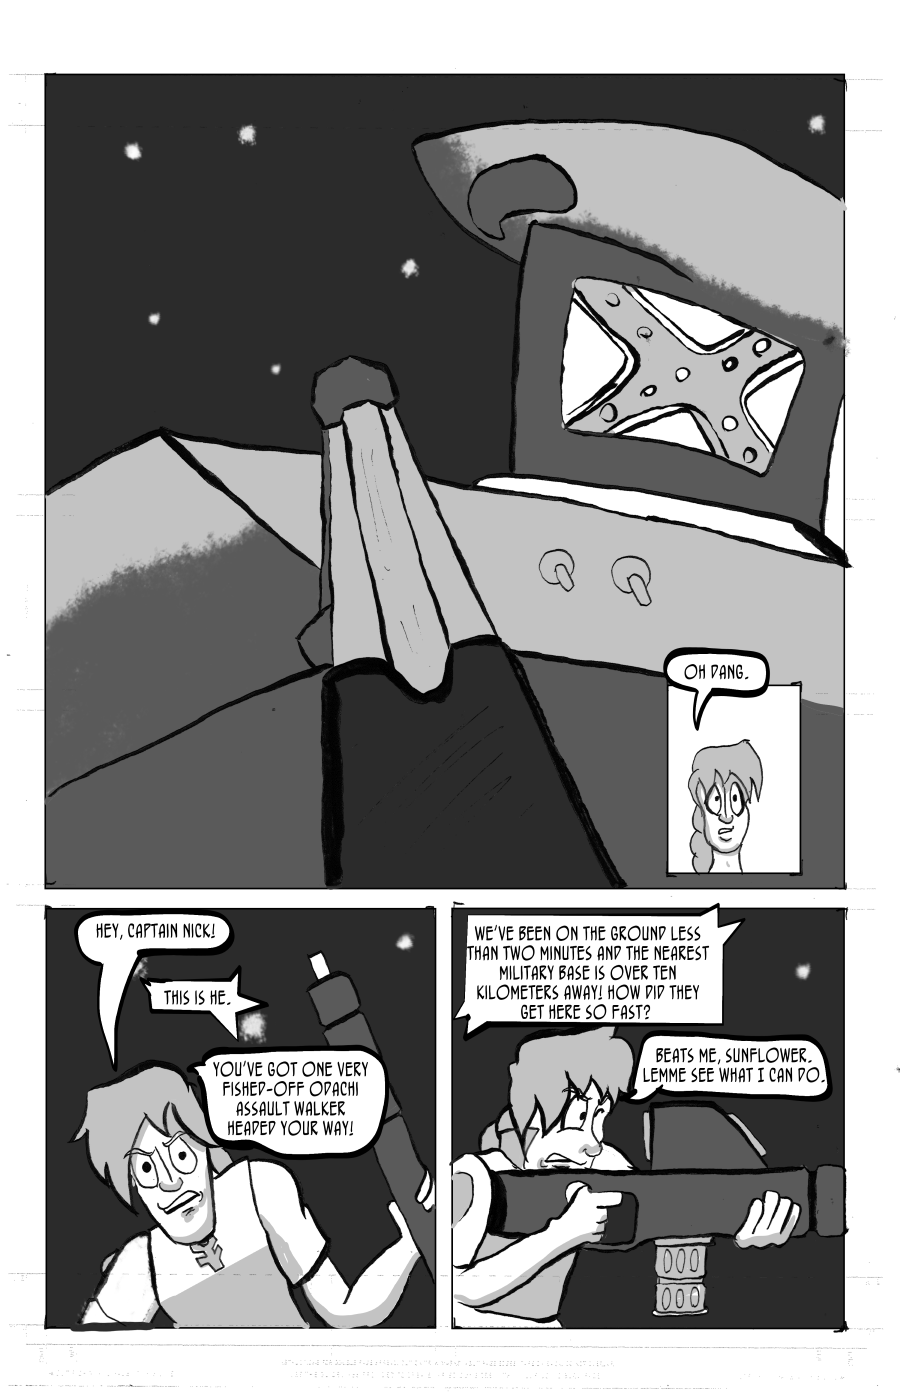 OH DANG.
HEY, CAPTAIN NICK!
THIS IS HE.
YOU'VE GOT ONE VERY
FISHED-OFF ODACHI
ASSAULT WALKER
HEADED YOUR WAY!
WE'VE BEEN ON THE GROUND LESS
THAN TWO MINUTES AND THE NEAREST
MILITARY BASE IS OVER TEN
KILOMETERS AWAY! HOW DID THEY
GET HERE SO FAST?
BEATS ME, SUNFLOWER.
LEMME SEE WHAT I CAN DO.